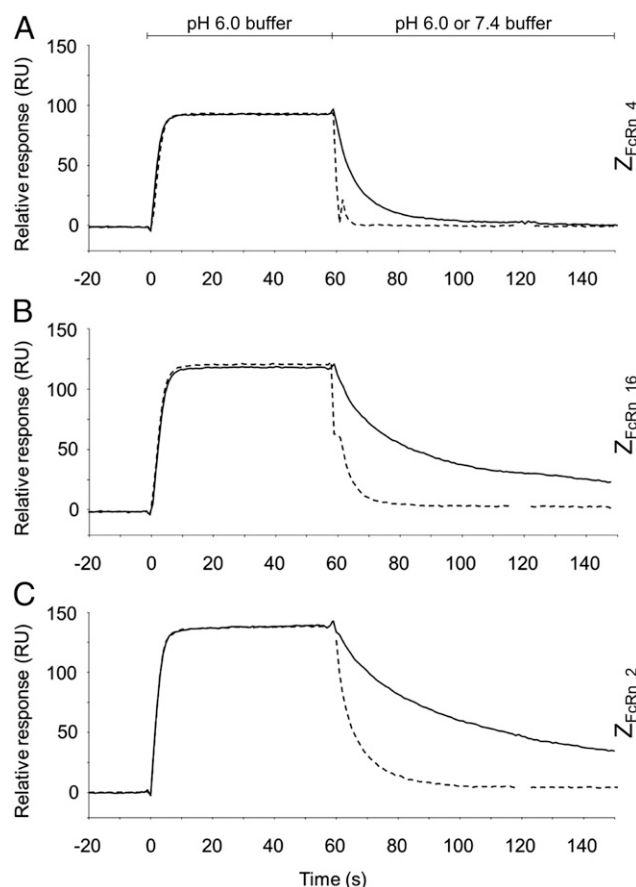 A
pH 6.0 buffer
pH 6.0 or 7.4 buffer
Relative response (RU)
150
100
50
0
-20 0 20 40 60 80 100 120 140
ZFcRn_4
B
Relative response (RU)
150
100
50
0
-20 0 20 40 60 80 100 120 140
ZFcRn_16
C
Relative response (RU)
150
100
50
0
-20 0 20 40 60 80 100 120 140
ZFcRn_2
Time (s)